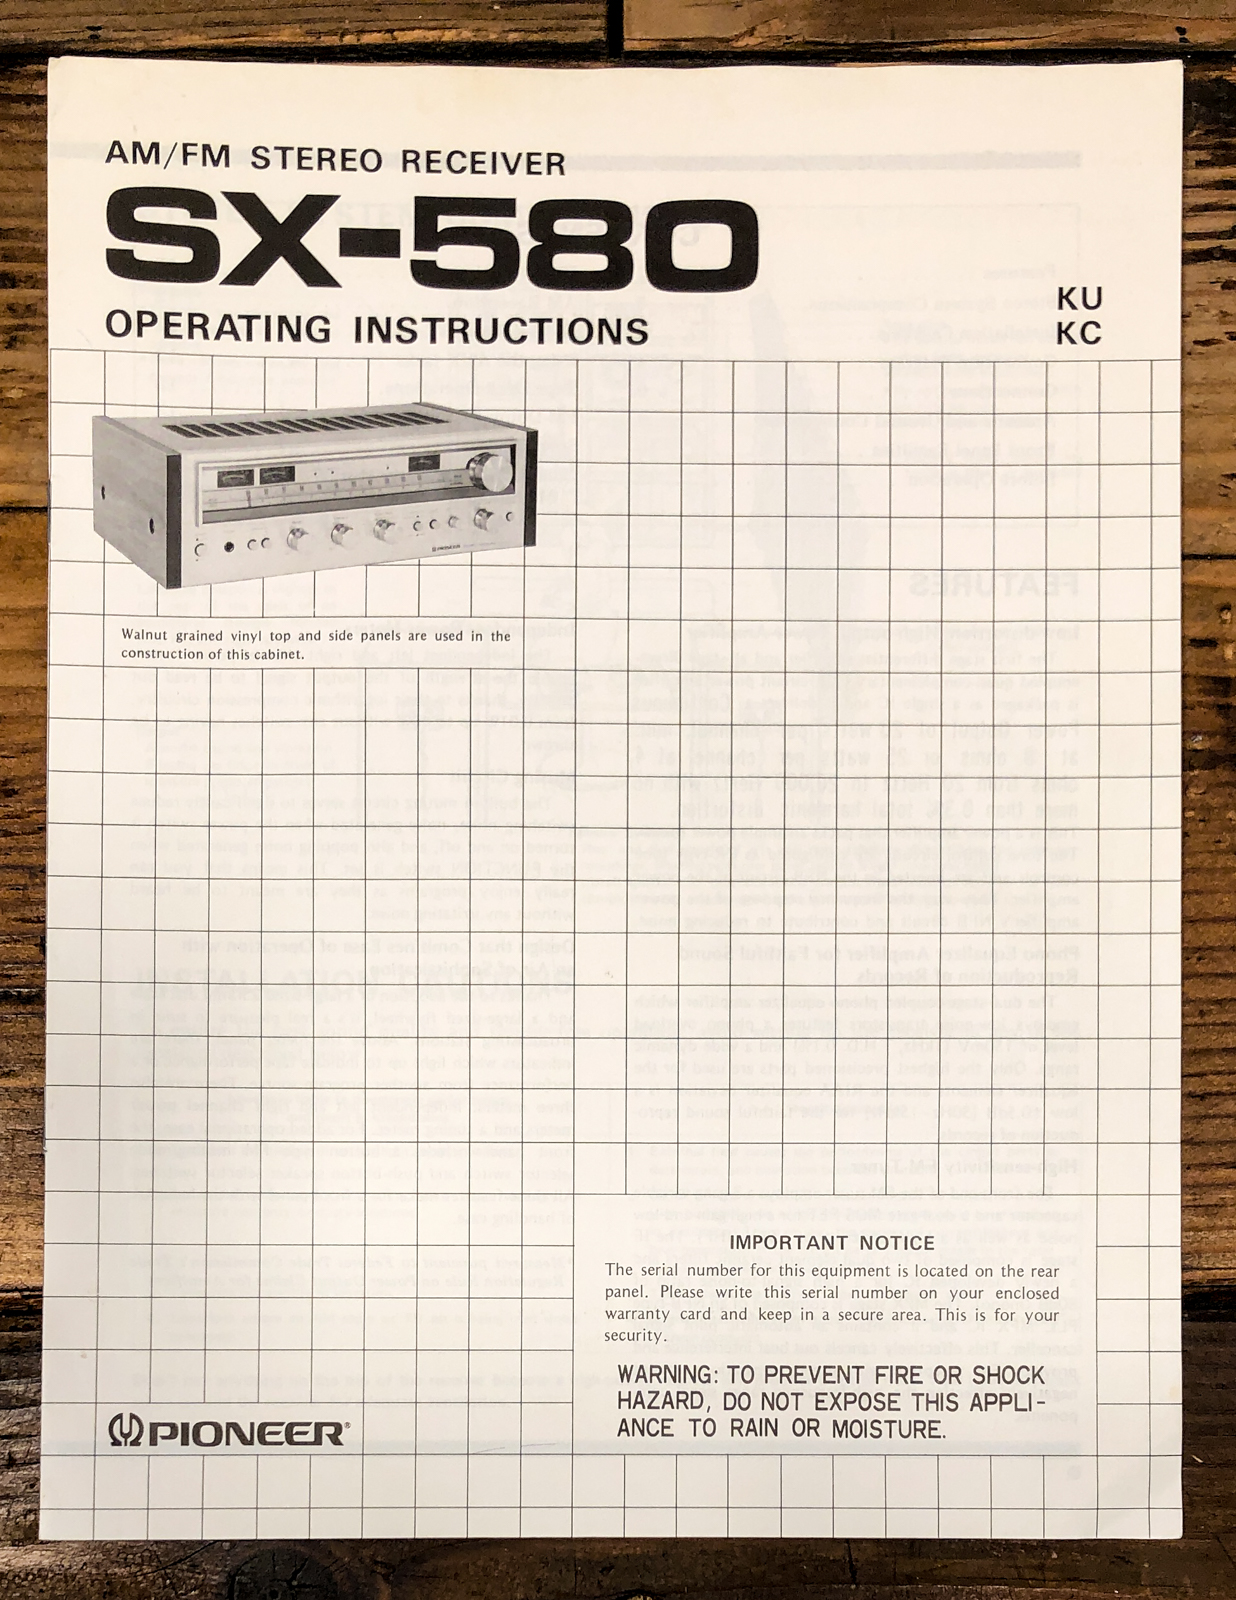 AM/FM STEREO RECEIVER
SX-580
OPERATING INSTRUCTIONS
KU
KC
PIONEER
Walnut grained vinyl top and side panels are used in the
construction of this cabinet.
IMPORTANT NOTICE
The serial number for this equipment is located on the rear
panel. Please write this serial number on your enclosed
warranty card and keep in a secure area. This is for your
security.
WARNING: TO PREVENT FIRE OR SHOCK
HAZARD, DO NOT EXPOSE THIS APPLI-
ANCE TO RAIN OR MOISTURE.
PIONEER®